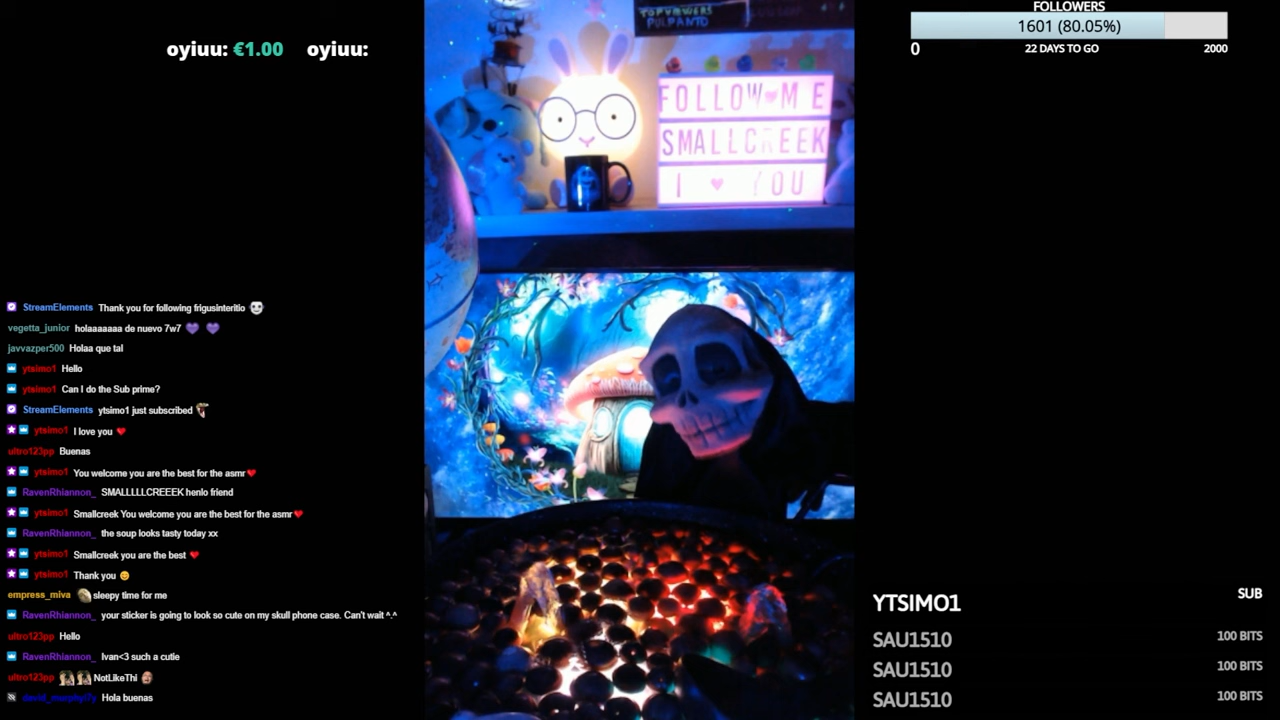 oyiuu: €1.00 oyiuu:
TOP VIEWERS
PULPANTO
FOLLOW ME
SMALLCREEK
I ♥ YOU
FOLLOWERS
1601 (80.05%)
0 22 DAYS TO GO 2000
StreamElements Thank you for following frigusinteritio
vegetta_junior holaaaaaaa de nuevo 7w7 💜 💜
javvazper500 Holaa que tal
ytsimo1 Hello
ytsimo1 Can I do the Sub prime?
StreamElements ytsimo1 just subscribed
ytsimo1 I love you ❤
ultro123pp Buenas
ytsimo1 You welcome you are the best for the asmr❤
RavenRhiannon_ SMALLLLLCREEEK henlo friend
ytsimo1 Smallcreek You welcome you are the best for the asmr❤
RavenRhiannon_ the soup looks tasty today xx
ytsimo1 Smallcreek you are the best ❤
ytsimo1 Thank you 😊
empress_miva sleepy time for me
RavenRhiannon_ your sticker is going to look so cute on my skull phone case. Can't wait ^.^
ultro123pp Hello
RavenRhiannon_ Ivan<3 such a cutie
ultro123pp NotLikeThi
Hola buenas
YTSIMO1 SUB
SAU1510 100 BITS
SAU1510 100 BITS
SAU1510 100 BITS